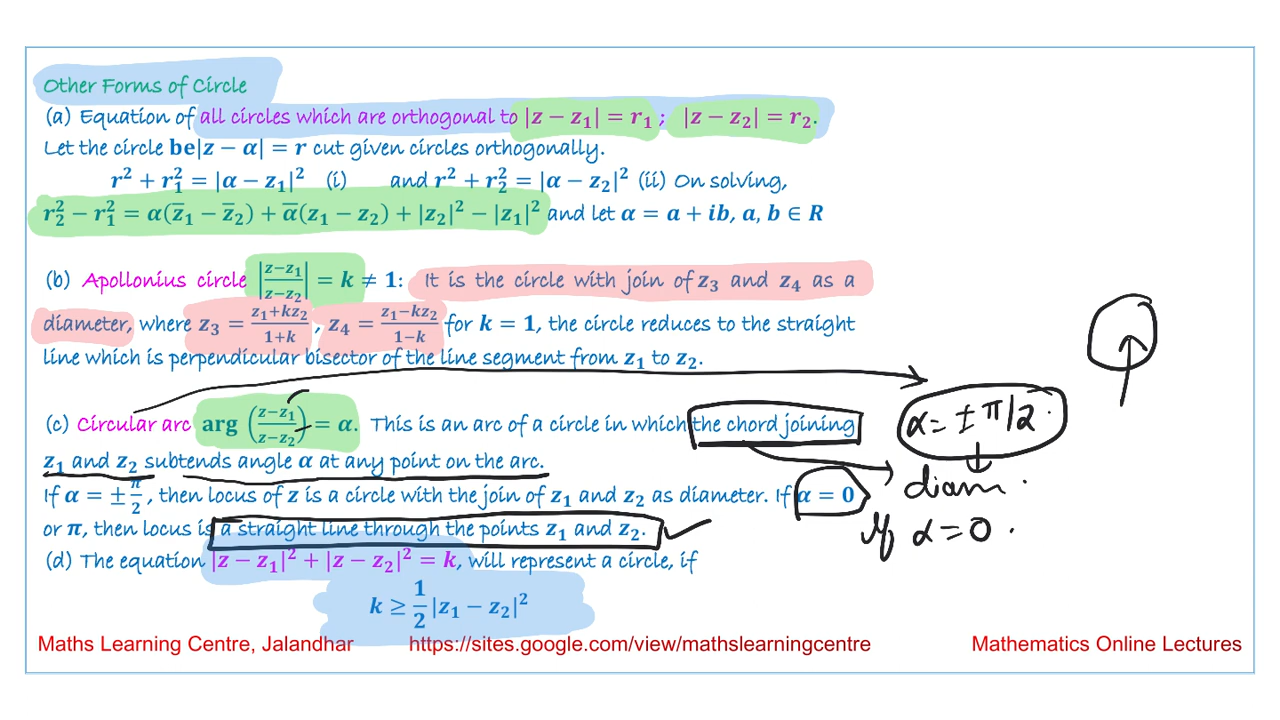 Other Forms of Circle
(a) Equation of all circles which are orthogonal to |z − z₁| = r₁ ; |z − z₂| = r₂.
Let the circle be|z − α| = r cut given circles orthogonally.
r² + r₁² = |α − z₁|² (i) and r² + r₂² = |α − z₂|² (ii) On solving,
r₂² − r₁² = α(z̅₁ − z̅₂) + α̅(z₁ − z₂) + |z₂|² − |z₁|² and let α = a + ib, a, b ∈ R
(b) Apollonius circle |(z−z₁)/(z−z₂)| = k ≠ 1: It is the circle with join of z₃ and z₄ as a
diameter, where z₃ = (z₁+kz₂)/(1+k) , z₄ = (z₁−kz₂)/(1−k) for k = 1, the circle reduces to the straight
line which is perpendicular bisector of the line segment from z₁ to z₂.
(c) Circular arc arg ((z−z₁)/(z−z₂)) = α. This is an arc of a circle in which the chord joining
z₁ and z₂ subtends angle α at any point on the arc.
If α = ±π/2, then locus of z is a circle with the join of z₁ and z₂ as diameter. If α = 0
or π, then locus is a straight line through the points z₁ and z₂.
(d) The equation |z − z₁|² + |z − z₂|² = k, will represent a circle, if
k ≥ 1/2 |z₁ − z₂|²
α = ± π/2
diam.
If α = 0.
Maths Learning Centre, Jalandhar https://sites.google.com/view/mathslearningcentre Mathematics Online Lectures